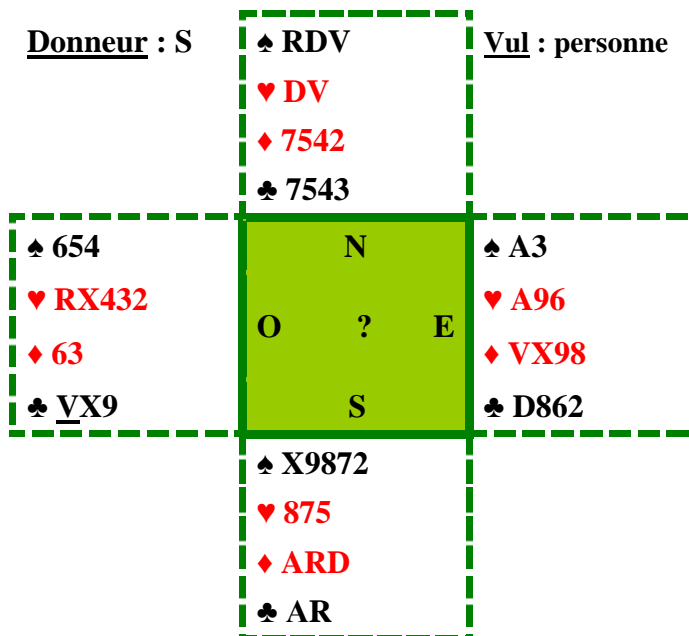 Donneur : S
Vul : personne
♠ RDV
♥ DV
♦ 7542
♣ 7543
♠ 654
♥ RX432
♦ 63
♣ VX9
N
O ? E
S
♠ A3
♥ A96
♦ VX98
♣ D862
♠ X9872
♥ 875
♦ ARD
♣ AR